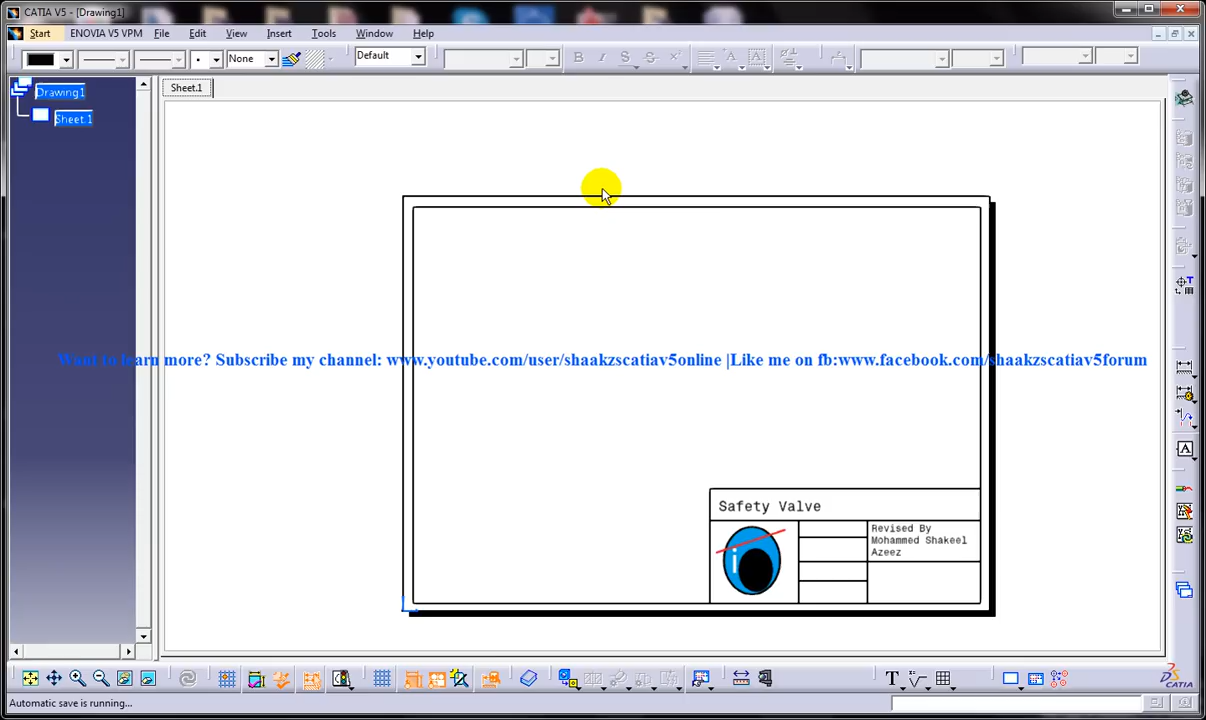 CATIA V5 - [Drawing1]
Start ENOVIA V5 VPM File Edit View Insert Tools Window Help
None Default
Drawing1
Sheet.1
Sheet.1
Want to learn more? Subscribe my channel: www.youtube.com/user/shaakzscatiav5online |Like me on fb:www.facebook.com/shaakzscatiav5forum
Safety Valve
i
Revised By
Mohammed Shakeel
Azeez
CATIA
Automatic save is running...